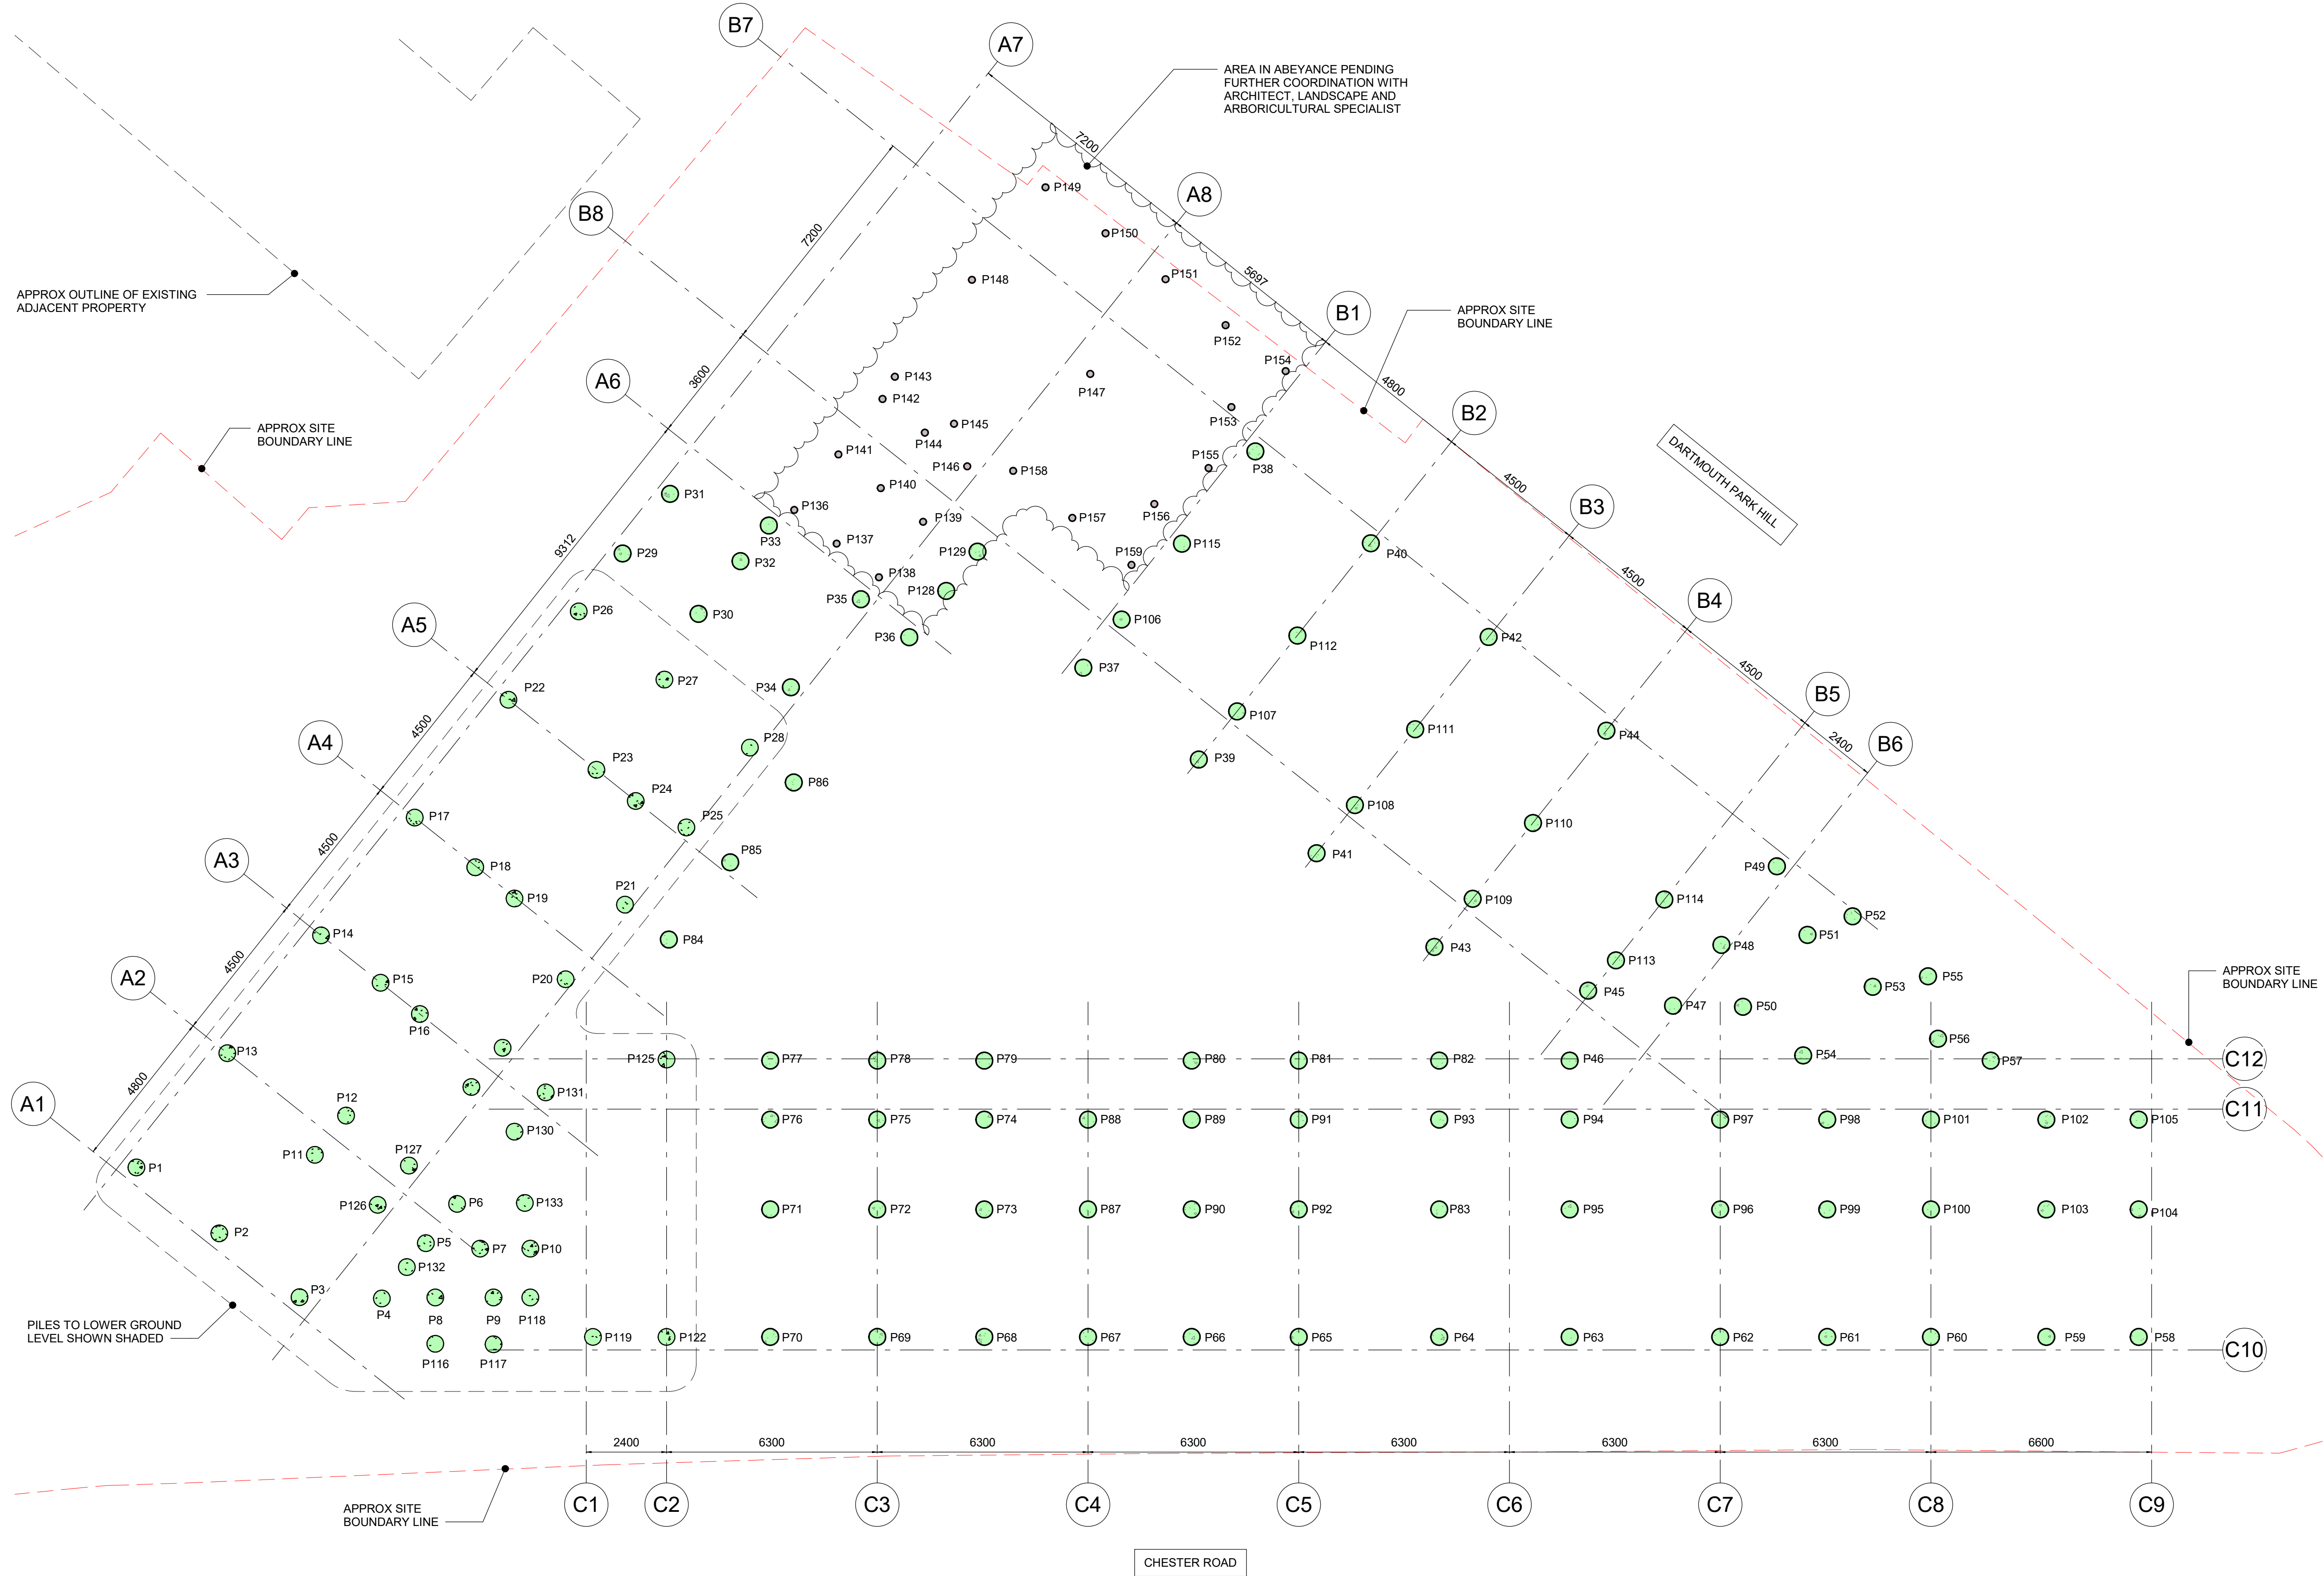 B7
A7
AREA IN ABEYANCE PENDING
FURTHER COORDINATION WITH
ARCHITECT, LANDSCAPE AND
ARBORICULTURAL SPECIALIST
7200
P149
A8
B8
7200
P150
P151
5697
P148
APPROX OUTLINE OF EXISTING
ADJACENT PROPERTY
B1
APPROX SITE
BOUNDARY LINE
P152
P154
P147
A6
3600
P143
P142
4800
B2
P153
P145
P144
P141
APPROX SITE
BOUNDARY LINE
DARTMOUTH PARK HILL
P38
P155
P146
P158
P140
4500
P31
P136
B3
P33
P139
P157
P156
P137
9312
P29
P32
P129
P115
P40
P159
P138
4500
P128
P35
B4
P26
P30
P106
A5
P36
P112
P42
P37
4500
P27
P34
B5
P22
P107
4500
P111
P44
2400
B6
A4
P28
P39
P23
P86
P24
P108
P17
P25
P110
4500
P41
A3
P85
P18
P49
P21
P19
P109
P114
P52
P14
P84
P43
P48
P51
4500
A2
P15
P20
P113
P55
APPROX SITE
BOUNDARY LINE
P53
P45
P47
P50
P16
P56
P13
P125
P77
P78
P79
P80
P81
P82
P46
P54
P57
C12
4800
P131
A1
P12
C11
P76
P75
P74
P88
P89
P91
P93
P94
P97
P98
P101
P102
P105
P130
P11
P127
P1
P126
P6
P133
P71
P72
P73
P87
P90
P92
P83
P95
P96
P99
P100
P103
P104
P2
P5
P7
P10
P132
P3
P4
P8
P9
P118
PILES TO LOWER GROUND
LEVEL SHOWN SHADED
P119
P122
P70
P69
P68
P67
P66
P65
P64
P63
P62
P61
P60
P59
P58
P116
P117
C10
2400
6300
6300
6300
6300
6300
6300
6600
APPROX SITE
BOUNDARY LINE
C1
C2
C3
C4
C5
C6
C7
C8
C9
CHESTER ROAD